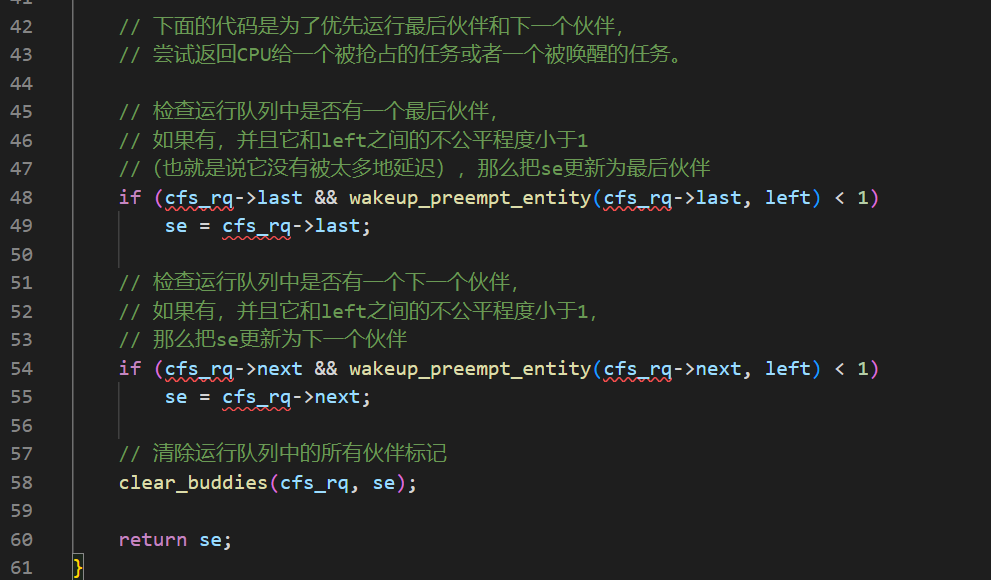 41
42 // 下面的代码是为了优先运行最后伙伴和下一个伙伴，
43 // 尝试返回CPU给一个被抢占的任务或者一个被唤醒的任务。
44
45 // 检查运行队列中是否有一个最后伙伴，
46 // 如果有，并且它和left之间的不公平程度小于1
47 //（也就是说它没有被太多地延迟），那么把se更新为最后伙伴
48 if (cfs_rq->last && wakeup_preempt_entity(cfs_rq->last, left) < 1)
49 se = cfs_rq->last;
50
51 // 检查运行队列中是否有一个下一个伙伴，
52 // 如果有，并且它和left之间的不公平程度小于1，
53 // 那么把se更新为下一个伙伴
54 if (cfs_rq->next && wakeup_preempt_entity(cfs_rq->next, left) < 1)
55 se = cfs_rq->next;
56
57 // 清除运行队列中的所有伙伴标记
58 clear_buddies(cfs_rq, se);
59
60 return se;
61 }